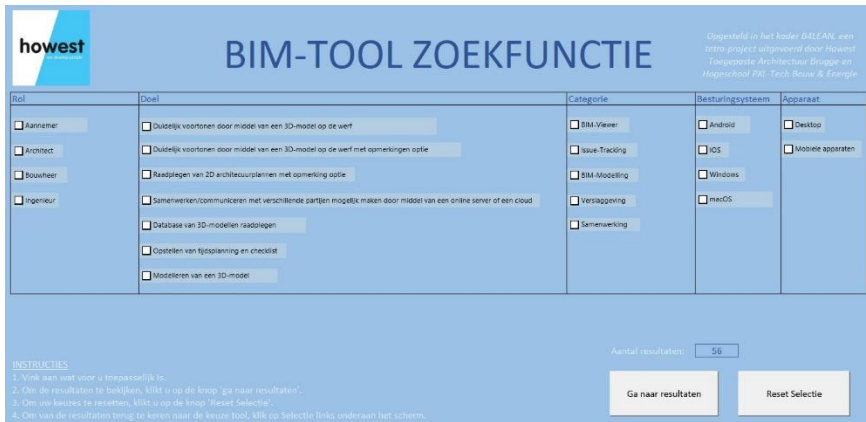 howest
BIM-TOOL ZOEKFUNCTIE
Opgesteld in het kader BIM
een
tetra-project uitgevoerd door Howest
Toegepaste Architectuur Brugge en
Hogeschool PXL-Tech Bouw & Energie
Rol
Aannemer
Architect
Bouwheer
Ingenieur
Doel
Duidelijk voortonen door middel van een 3D-model op de werf
Duidelijk voortonen door middel van een 3D-model op de werf met opmerkingen optie
Raadplegen van 2D architectuurplannen met opmerking optie
Samenwerken/communiceren met verschillende partijen mogelijk maken door middel van een online server of een cloud
Database van 3D-modellen raadplegen
Opstellen van tijdsplanning en checklist
Modelleren van een 3D-model
Categorie
BIM-Viewer
Issue-Tracking
BIM-Modelling
Verslaggeving
Samenwerking
Besturingsysteem
Android
IOS
Windows
macOS
Apparaat
Desktop
Mobiele apparaten
INSTRUCTIES
1. Vink aan wat voor u toepasselijk is.
2. Om de resultaten te bekijken, klikt u op de knop 'ga naar resultaten'.
3. Om uw keuzes te resetten, klikt u op de knop 'Reset Selectie'.
4. Om van de resultaten terug te keren naar de keuze tool, klik op Selectie links onderaan het scherm.
Aantal resultaten: 56
Ga naar resultaten
Reset Selectie